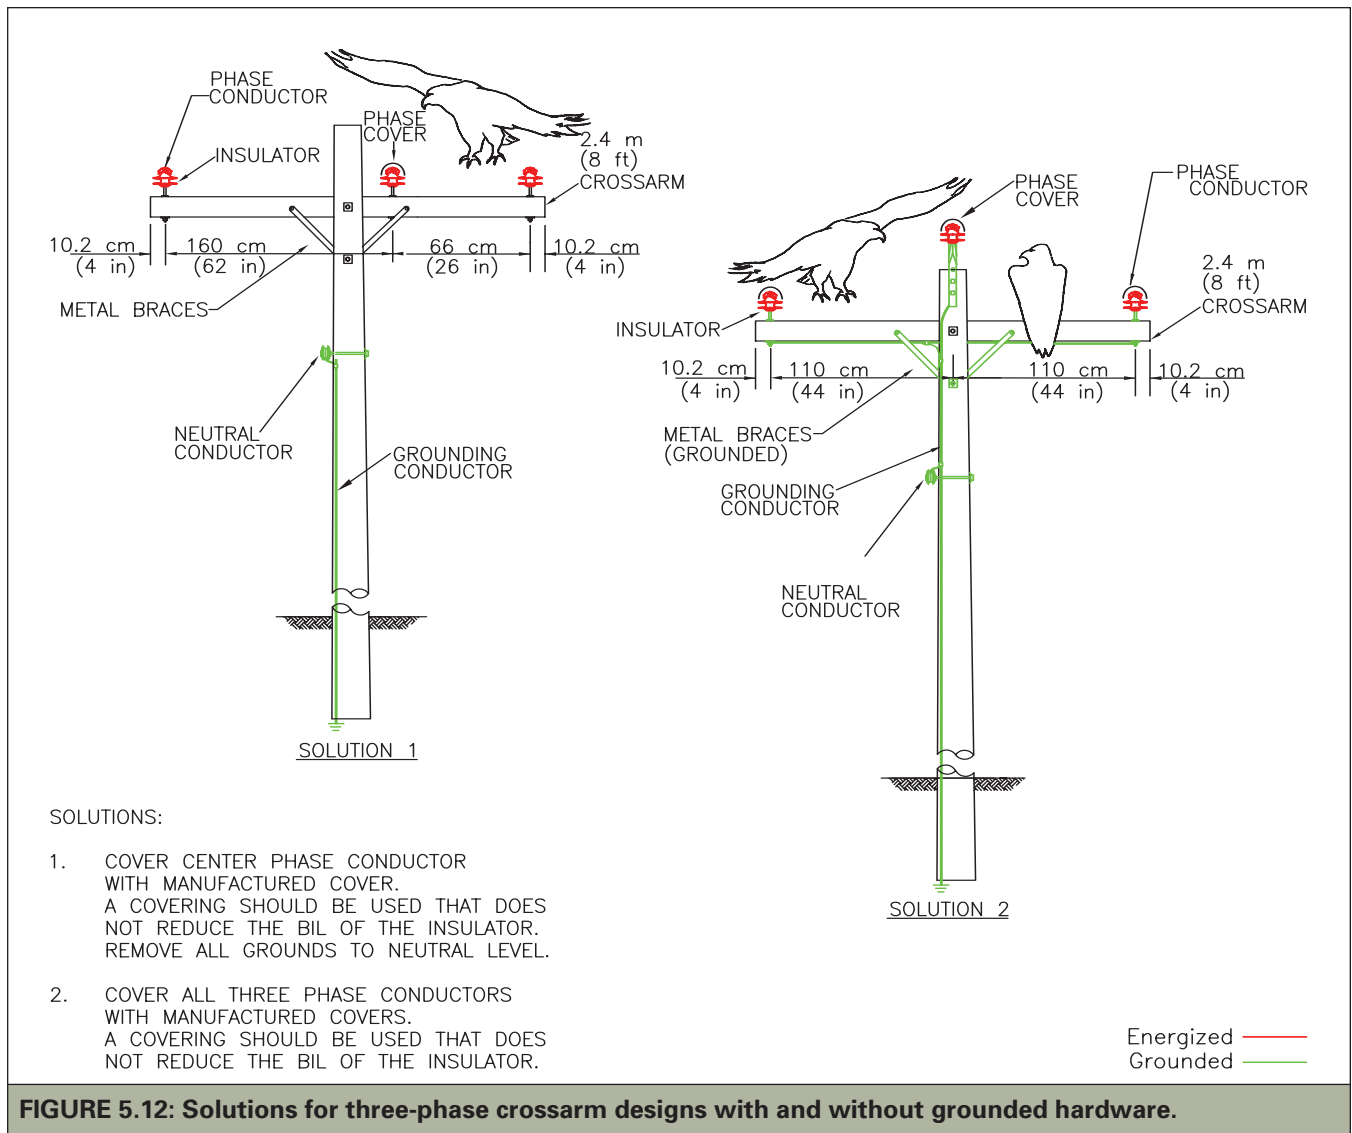 PHASE
CONDUCTOR
INSULATOR
PHASE
COVER
2.4 m
(8 ft)
CROSSARM
10.2 cm
(4 in)
160 cm
(62 in)
66 cm
(26 in)
10.2 cm
(4 in)
METAL BRACES
NEUTRAL
CONDUCTOR
GROUNDING
CONDUCTOR
SOLUTION 1
PHASE
COVER
PHASE
CONDUCTOR
2.4 m
(8 ft)
CROSSARM
INSULATOR
10.2 cm
(4 in)
110 cm
(44 in)
110 cm
(44 in)
10.2 cm
(4 in)
METAL BRACES
(GROUNDED)
GROUNDING
CONDUCTOR
NEUTRAL
CONDUCTOR
SOLUTION 2
SOLUTIONS:
1. COVER CENTER PHASE CONDUCTOR
WITH MANUFACTURED COVER.
A COVERING SHOULD BE USED THAT DOES
NOT REDUCE THE BIL OF THE INSULATOR.
REMOVE ALL GROUNDS TO NEUTRAL LEVEL.
2. COVER ALL THREE PHASE CONDUCTORS
WITH MANUFACTURED COVERS.
A COVERING SHOULD BE USED THAT DOES
NOT REDUCE THE BIL OF THE INSULATOR.
Energized
Grounded
FIGURE 5.12: Solutions for three-phase crossarm designs with and without grounded hardware.